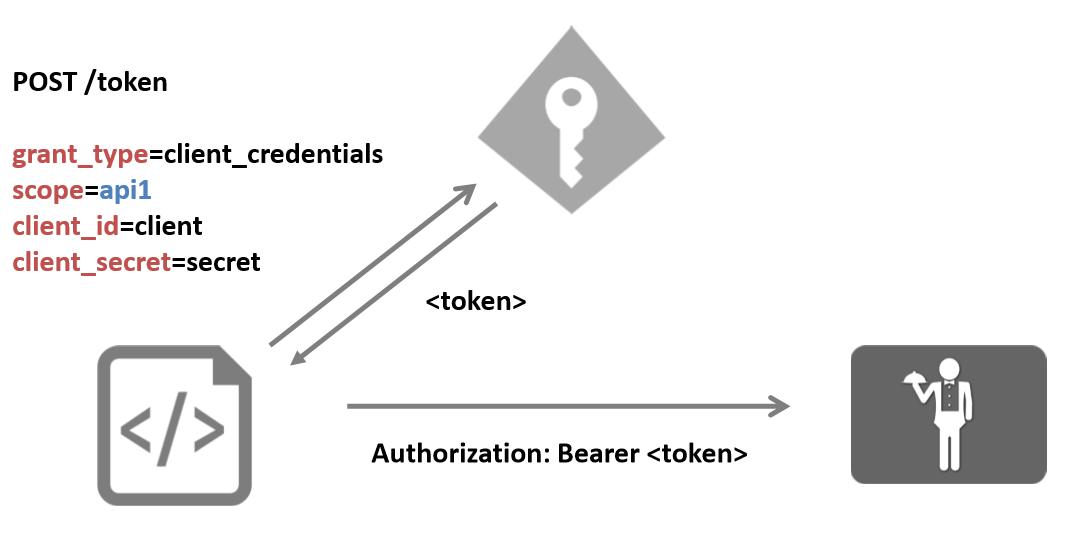 POST /token
grant_type=client_credentials
scope=api1
client_id=client
client_secret=secret
<token>
</>
Authorization: Bearer <token>